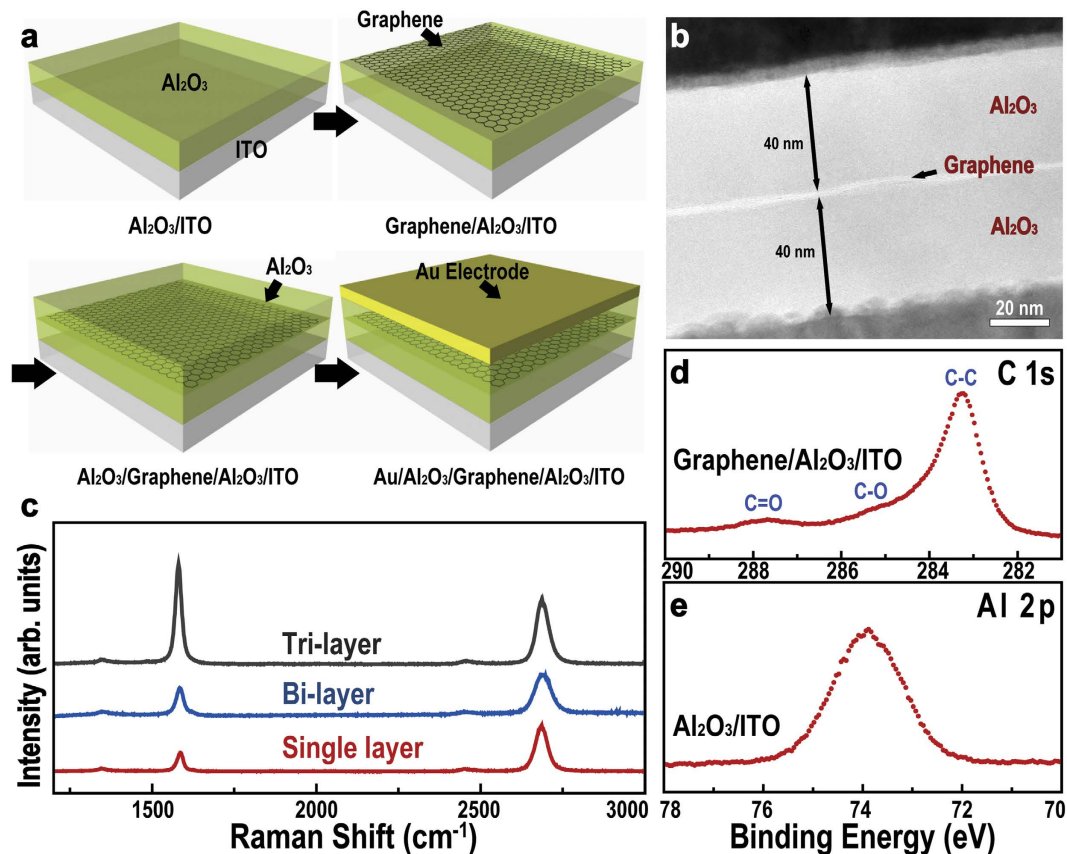 a
Graphene
Al₂O₃
ITO
Al₂O₃/ITO
Graphene/Al₂O₃/ITO
Al₂O₃
Au Electrode
Al₂O₃/Graphene/Al₂O₃/ITO
Au/Al₂O₃/Graphene/Al₂O₃/ITO
b
Al₂O₃
40 nm
Graphene
Al₂O₃
40 nm
20 nm
c
Intensity (arb. units)
Tri-layer
Bi-layer
Single layer
1500 2000 2500 3000
Raman Shift (cm⁻¹)
d
C 1s
C-C
Graphene/Al₂O₃/ITO
C=O
C-O
290 288 286 284 282
e
Al 2p
Al₂O₃/ITO
78 76 74 72 70
Binding Energy (eV)